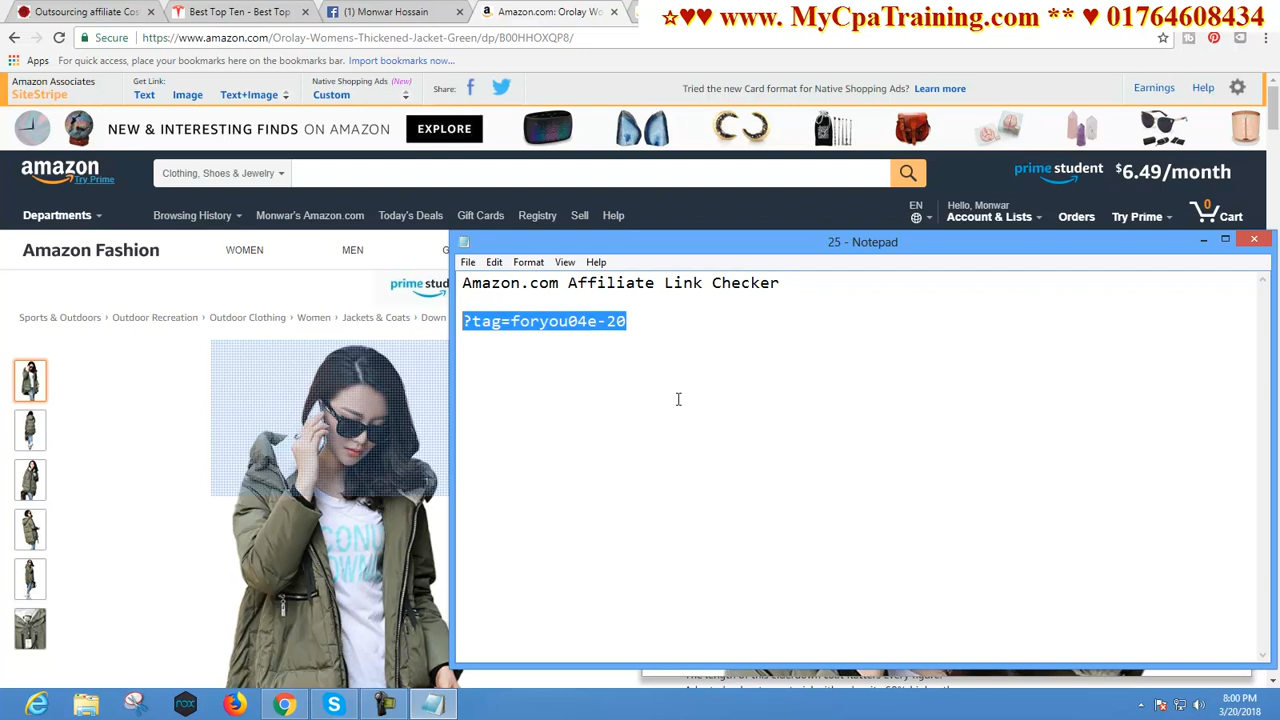 Outsourcing affiliate Cos
Best Top Ten - Best Top
(1) Monwar Hossain
Amazon.com: Orolay Wo
☆♥♥ www. MyCpaTraining.com ** ♥ 01764608434
Secure
https://www.amazon.com/Orolay-Womens-Thickened-Jacket-Green/dp/B00HHOXQP8/
Apps
For quick access, place your bookmarks here on the bookmarks bar. Import bookmarks now...
Amazon Associates
SiteStripe
Get Link:
Text
Image
Text+Image
Native Shopping Ads (New)
Custom
Share:
Tried the new Card format for Native Shopping Ads? Learn more
Earnings
Help
NEW & INTERESTING FINDS ON AMAZON
EXPLORE
amazon
Try Prime
Clothing, Shoes & Jewelry
prime student
$6.49/month
Departments
Browsing History
Monwar's Amazon.com
Today's Deals
Gift Cards
Registry
Sell
Help
EN
Hello, Monwar
Account & Lists
Orders
Try Prime
0
Cart
Amazon Fashion
WOMEN
MEN
25 - Notepad
File
Edit
Format
View
Help
Amazon.com Affiliate Link Checker
?tag=foryou04e-20
prime stu
Sports & Outdoors
Outdoor Recreation
Outdoor Clothing
Women
Jackets & Coats
Down
8:00 PM
3/20/2018